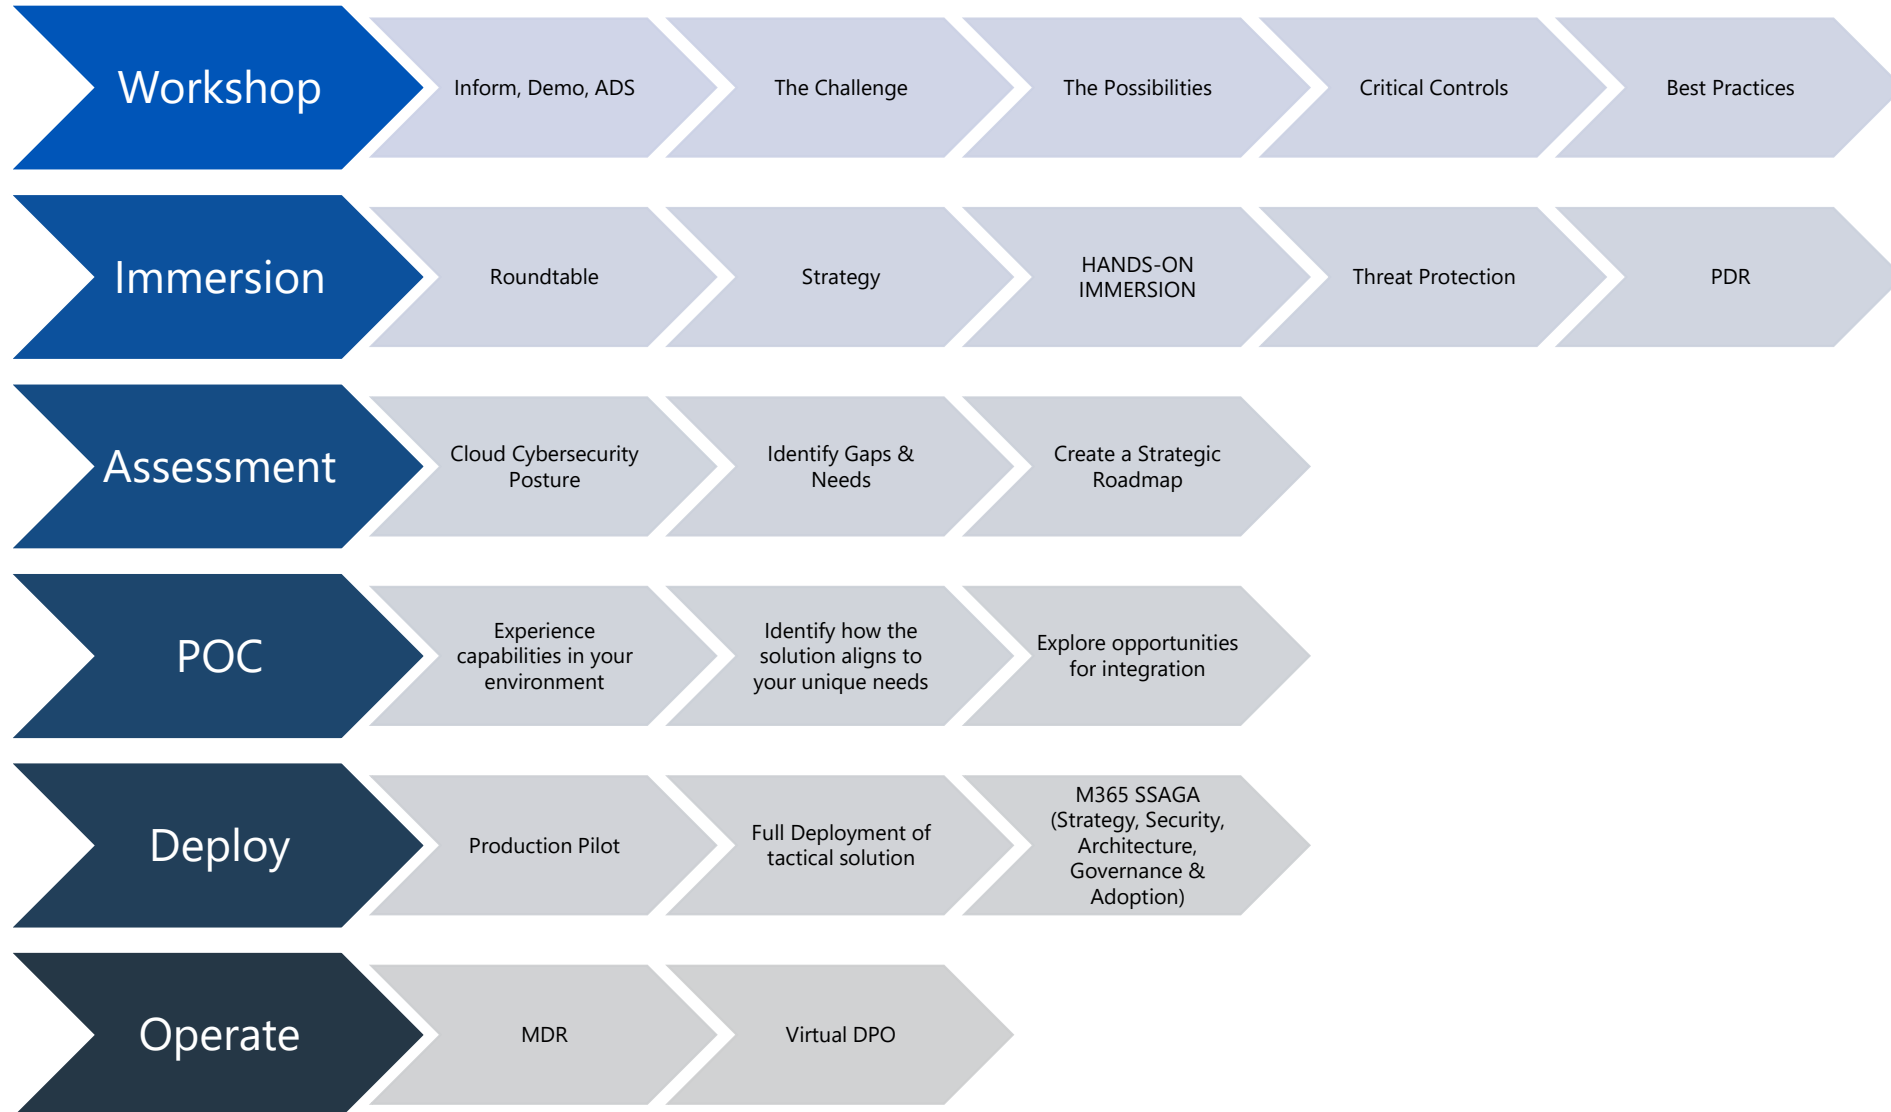 Workshop
Inform, Demo, ADS
The Challenge
The Possibilities
Critical Controls
Best Practices
Immersion
Roundtable
Strategy
HANDS-ON
IMMERSION
Threat Protection
PDR
Assessment
Cloud Cybersecurity
Posture
Identify Gaps &
Needs
Create a Strategic
Roadmap
POC
Experience
capabilities in your
environment
Identify how the
solution aligns to
your unique needs
Explore opportunities
for integration
Deploy
Production Pilot
Full Deployment of
tactical solution
M365 SSAGA
(Strategy, Security,
Architecture,
Governance &
Adoption)
Operate
MDR
Virtual DPO